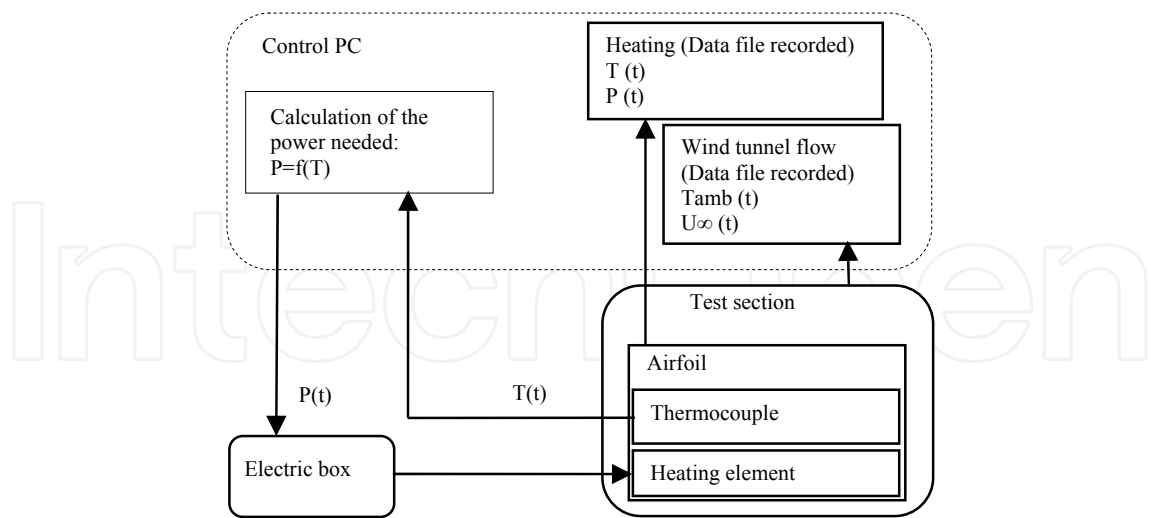 Control PC
Heating (Data file recorded)
T (t)
P (t)
Calculation of the
power needed:
P=f(T)
Wind tunnel flow
(Data file recorded)
Tamb (t)
U∞ (t)
Test section
Airfoil
P(t)
T(t)
Thermocouple
Electric box
Heating element